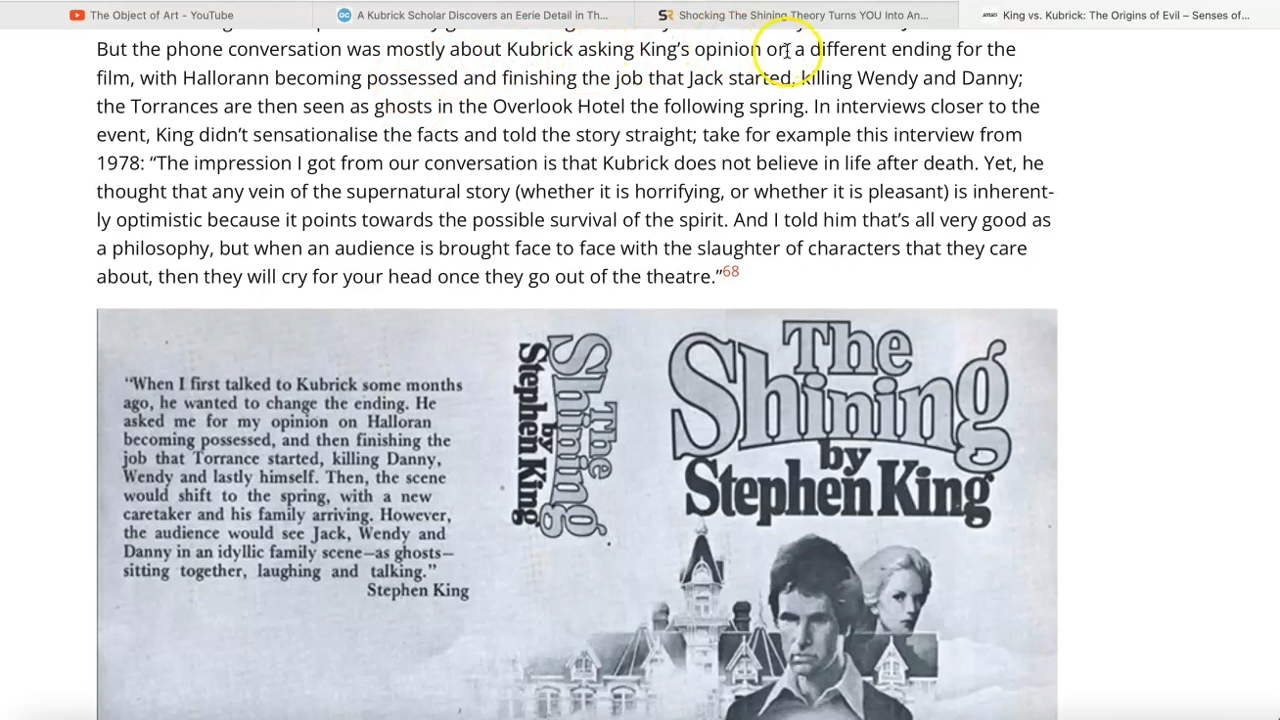 The Object of Art - YouTube
A Kubrick Scholar Discovers an Eerie Detail in Th...
Shocking The Shining Theory Turns YOU Into An...
King vs. Kubrick: The Origins of Evil – Senses of...
But the phone conversation was mostly about Kubrick asking King's opinion on a different ending for the
film, with Hallorann becoming possessed and finishing the job that Jack started, killing Wendy and Danny;
the Torrances are then seen as ghosts in the Overlook Hotel the following spring. In interviews closer to the
event, King didn't sensationalise the facts and told the story straight; take for example this interview from
1978: “The impression I got from our conversation is that Kubrick does not believe in life after death. Yet, he
thought that any vein of the supernatural story (whether it is horrifying, or whether it is pleasant) is inherent-
ly optimistic because it points towards the possible survival of the spirit. And I told him that's all very good as
a philosophy, but when an audience is brought face to face with the slaughter of characters that they care
about, then they will cry for your head once they go out of the theatre.”68
“When I first talked to Kubrick some months
ago, he wanted to change the ending. He
asked me for my opinion on Halloran
becoming possessed, and then finishing the
job that Torrance started, killing Danny,
Wendy and lastly himself. Then, the scene
would shift to the spring, with a new
caretaker and his family arriving. However,
the audience would see Jack, Wendy and
Danny in an idyllic family scene—as ghosts—
sitting together, laughing and talking.”
Stephen King
The
Shining
by
Stephen King
The
Shining
by
Stephen King